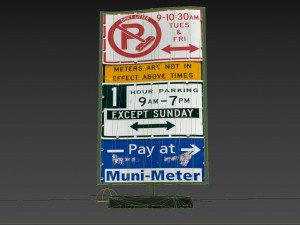 9-10:30AM
TUES
& FRI
METERS ARE NOT IN
EFFECT ABOVE TIMES
1 HOUR PARKING
9AM-7PM
EXCEPT SUNDAY
Pay at
Muni-Meter